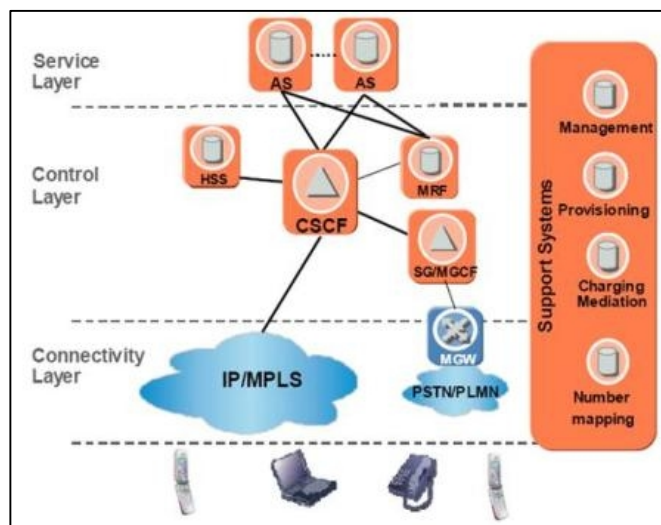 Service
Layer
AS
AS
Control
Layer
HSS
CSCF
MRF
SG/MGCF
Connectivity
Layer
IP/MPLS
MGW
PSTN/PLMN
Support Systems
Management
Provisioning
Charging
Mediation
Number
mapping